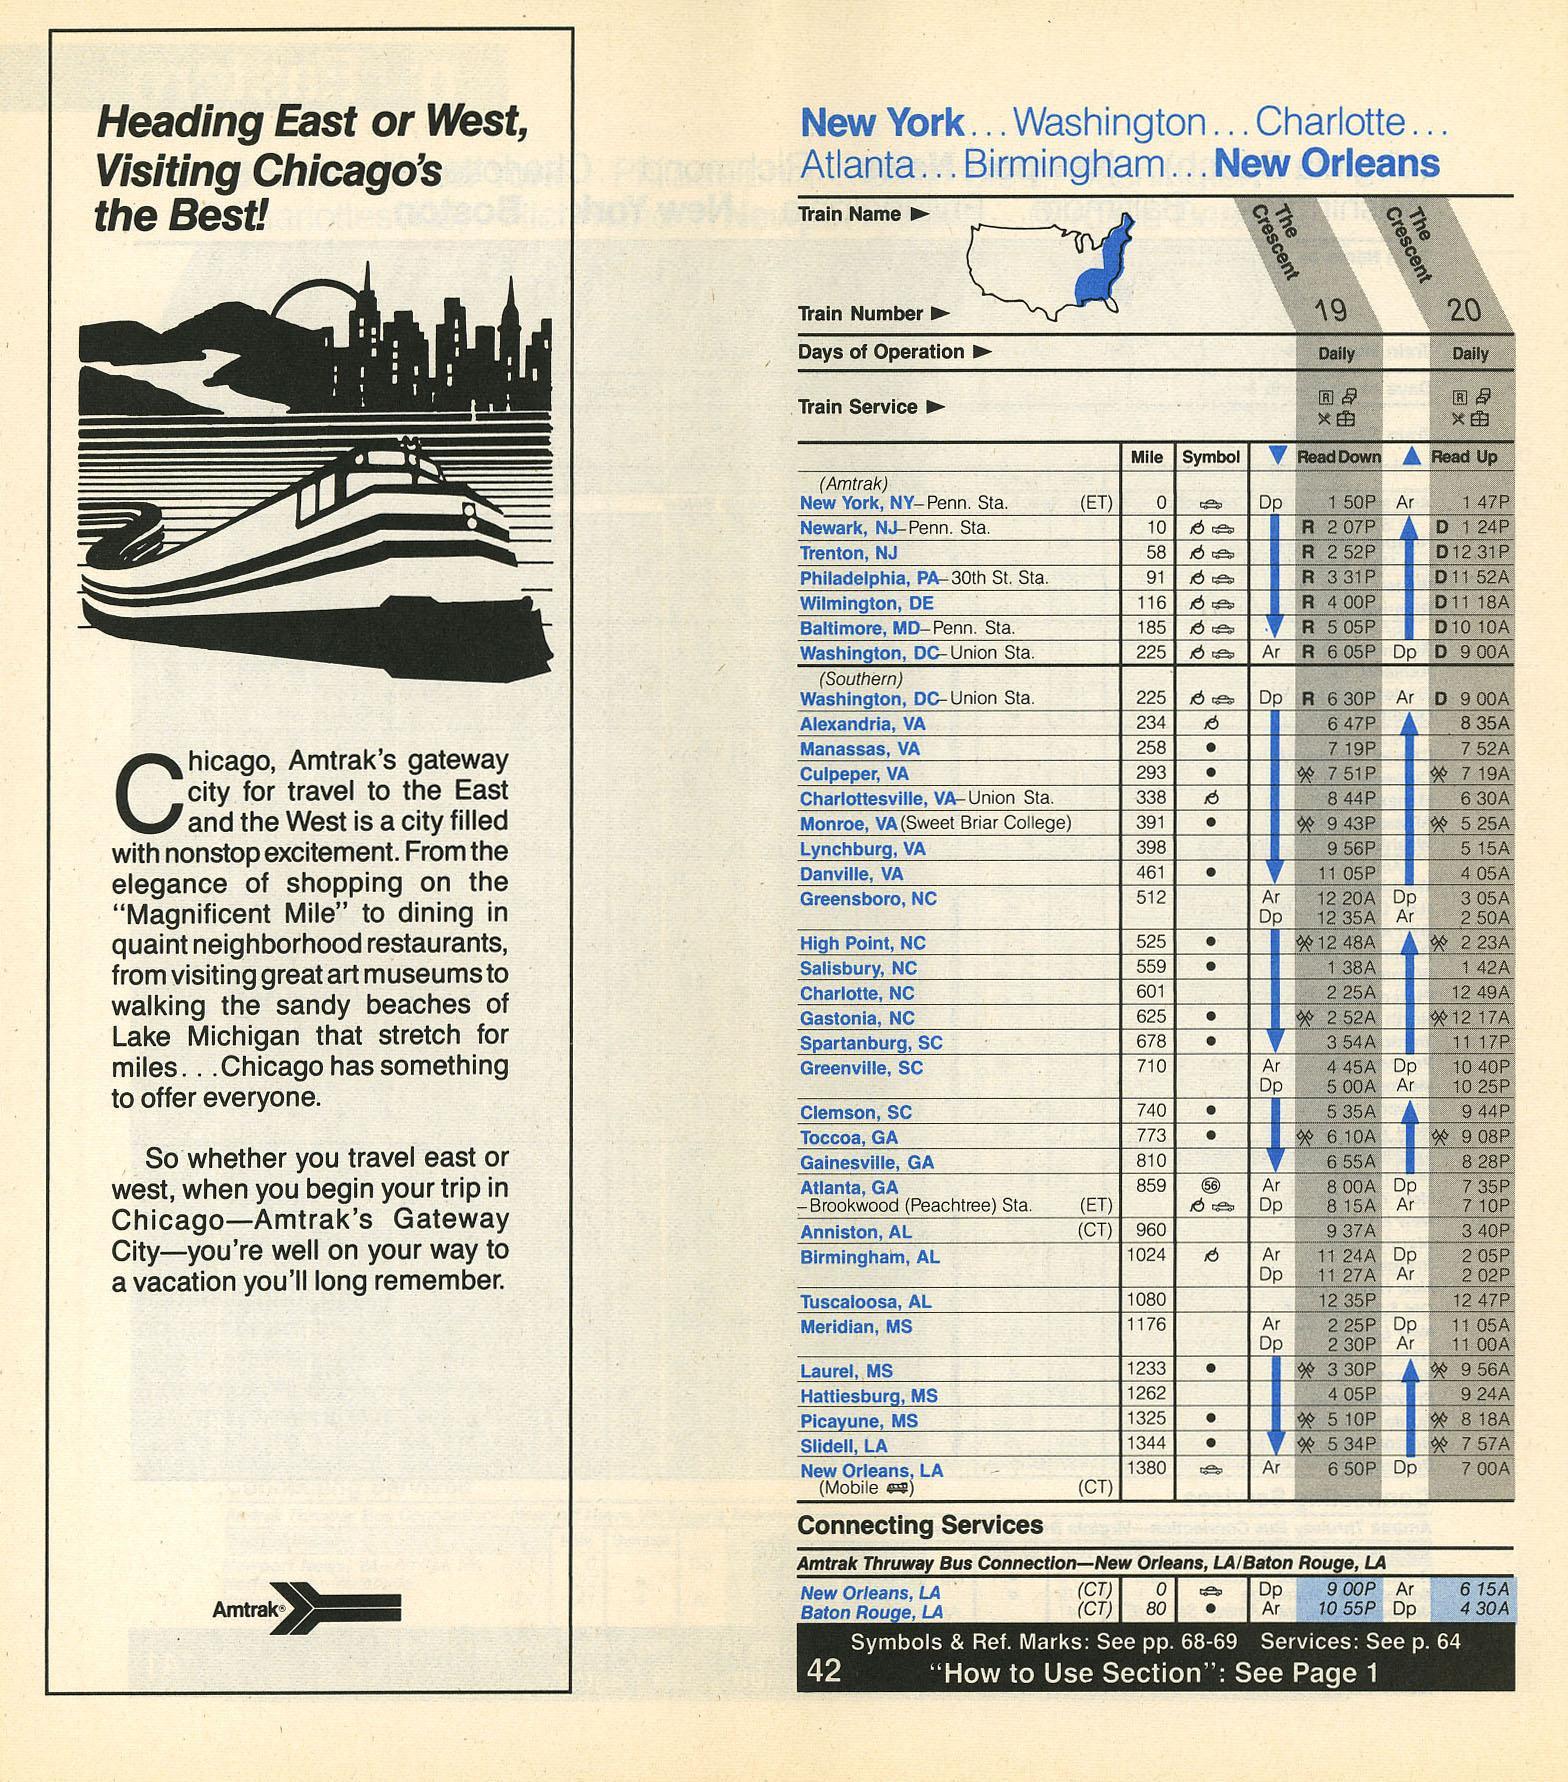 Heading East or West,
Visiting Chicago's
the Best!
Chicago, Amtrak's gateway
city for travel to the East
and the West is a city filled
with nonstop excitement. From the
elegance of shopping on the
"Magnificent Mile" to dining in
quaint neighborhood restaurants,
from visiting great art museums to
walking the sandy beaches of
Lake Michigan that stretch for
miles...Chicago has something
to offer everyone.
So whether you travel east or
west, when you begin your trip in
Chicago—Amtrak's Gateway
City—you're well on your way to
a vacation you'll long remember.
Amtrak®
New York...Washington...Charlotte...
Atlanta...Birmingham...New Orleans
Train Name ► The Crescent The Crescent
Train Number ► 19 20
Days of Operation ► Daily Daily
Train Service ► R R
Mile Symbol ▼ Read Down ▲ Read Up
(Amtrak)
New York, NY–Penn. Sta. (ET) 0 Dp 1 50P Ar 1 47P
Newark, NJ–Penn. Sta. 10 R 2 07P D 1 24P
Trenton, NJ 58 R 2 52P D 12 31P
Philadelphia, PA–30th St. Sta. 91 R 3 31P D 11 52A
Wilmington, DE 116 R 4 00P D 11 18A
Baltimore, MD–Penn. Sta. 185 R 5 05P D 10 10A
Washington, DC–Union Sta. 225 Ar R 6 05P Dp D 9 00A
(Southern)
Washington, DC–Union Sta. 225 Dp R 6 30P Ar D 9 00A
Alexandria, VA 234 6 47P 8 35A
Manassas, VA 258 ● 7 19P 7 52A
Culpeper, VA 293 ● 7 51P 7 19A
Charlottesville, VA–Union Sta. 338 8 44P 6 30A
Monroe, VA (Sweet Briar College) 391 ● 9 43P 5 25A
Lynchburg, VA 398 9 56P 5 15A
Danville, VA 461 ● 11 05P 4 05A
Greensboro, NC 512 Ar 12 20A Dp 3 05A
Dp 12 35A Ar 2 50A
High Point, NC 525 ● 12 48A 2 23A
Salisbury, NC 559 ● 1 38A 1 42A
Charlotte, NC 601 2 25A 12 49A
Gastonia, NC 625 ● 2 52A 12 17A
Spartanburg, SC 678 ● 3 54A 11 17P
Greenville, SC 710 Ar 4 45A Dp 10 40P
Dp 5 00A Ar 10 25P
Clemson, SC 740 ● 5 35A 9 44P
Toccoa, GA 773 ● 6 10A 9 08P
Gainesville, GA 810 6 55A 8 28P
Atlanta, GA 859 56 Ar 8 00A Dp 7 35P
–Brookwood (Peachtree) Sta. (ET) Dp 8 15A Ar 7 10P
Anniston, AL (CT) 960 9 37A 3 40P
Birmingham, AL 1024 Ar 11 24A Dp 2 05P
Dp 11 27A Ar 2 02P
Tuscaloosa, AL 1080 12 35P 12 47P
Meridian, MS 1176 Ar 2 25P Dp 11 05A
Dp 2 30P Ar 11 00A
Laurel, MS 1233 ● 3 30P 9 56A
Hattiesburg, MS 1262 4 05P 9 24A
Picayune, MS 1325 ● 5 10P 8 18A
Slidell, LA 1344 ● 5 34P 7 57A
New Orleans, LA 1380 Ar 6 50P Dp 7 00A
(Mobile) (CT)
Connecting Services
Amtrak Thruway Bus Connection—New Orleans, LA/Baton Rouge, LA
New Orleans, LA (CT) 0 Dp 9 00P Ar 6 15A
Baton Rouge, LA (CT) 80 ● Ar 10 55P Dp 4 30A
Symbols & Ref. Marks: See pp. 68-69 Services: See p. 64
42 "How to Use Section": See Page 1